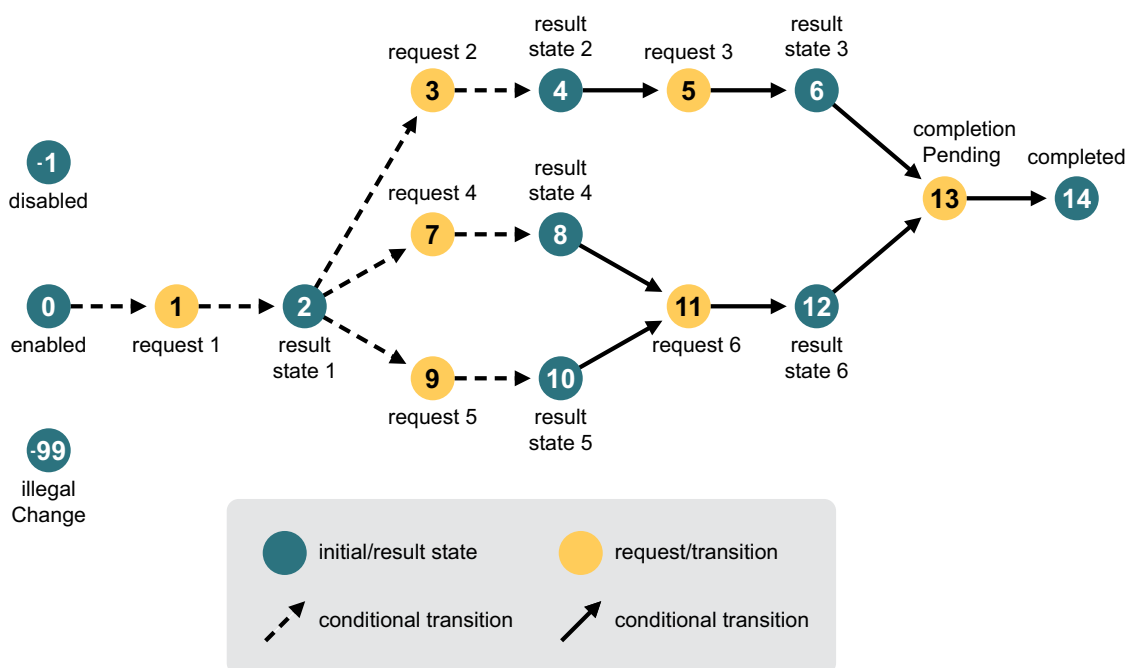 request 2
3
result
state 2
4
request 3
5
result
state 3
6
-1
disabled
request 4
7
result
state 4
8
completion
Pending
13
completed
14
0
enabled
1
request 1
2
result
state 1
11
request 6
12
result
state 6
9
request 5
10
result
state 5
-99
illegal
Change
initial/result state
request/transition
conditional transition
conditional transition